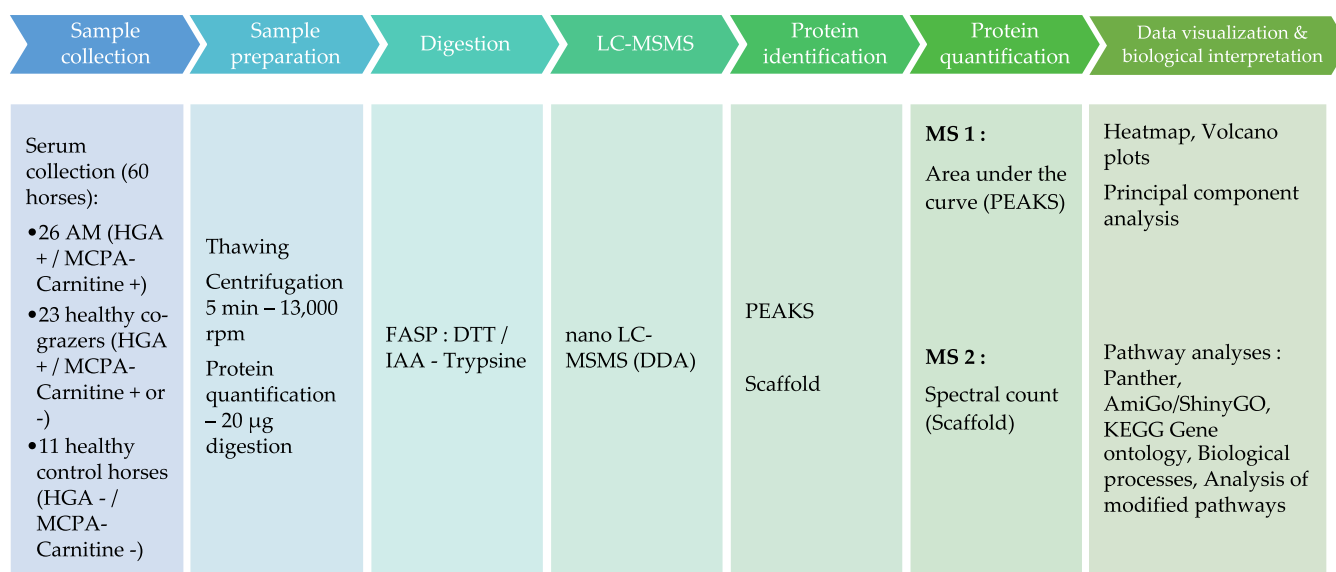 Sample
collection
Sample
preparation
Digestion
LC-MSMS
Protein
identification
Protein
quantification
Data visualization &
biological interpretation
Serum
collection (60
horses):
•26 AM (HGA
+ / MCPA-
Carnitine +)
•23 healthy co-
grazers (HGA
+ / MCPA-
Carnitine + or
-)
•11 healthy
control horses
(HGA - /
MCPA-
Carnitine -)
Thawing
Centrifugation
5 min – 13,000
rpm
Protein
quantification
– 20 µg
digestion
FASP : DTT /
IAA - Trypsine
nano LC-
MSMS (DDA)
PEAKS
Scaffold
MS 1 :
Area under the
curve (PEAKS)
MS 2 :
Spectral count
(Scaffold)
Heatmap, Volcano
plots
Principal component
analysis
Pathway analyses :
Panther,
AmiGo/ShinyGO,
KEGG Gene
ontology, Biological
processes, Analysis of
modified pathways